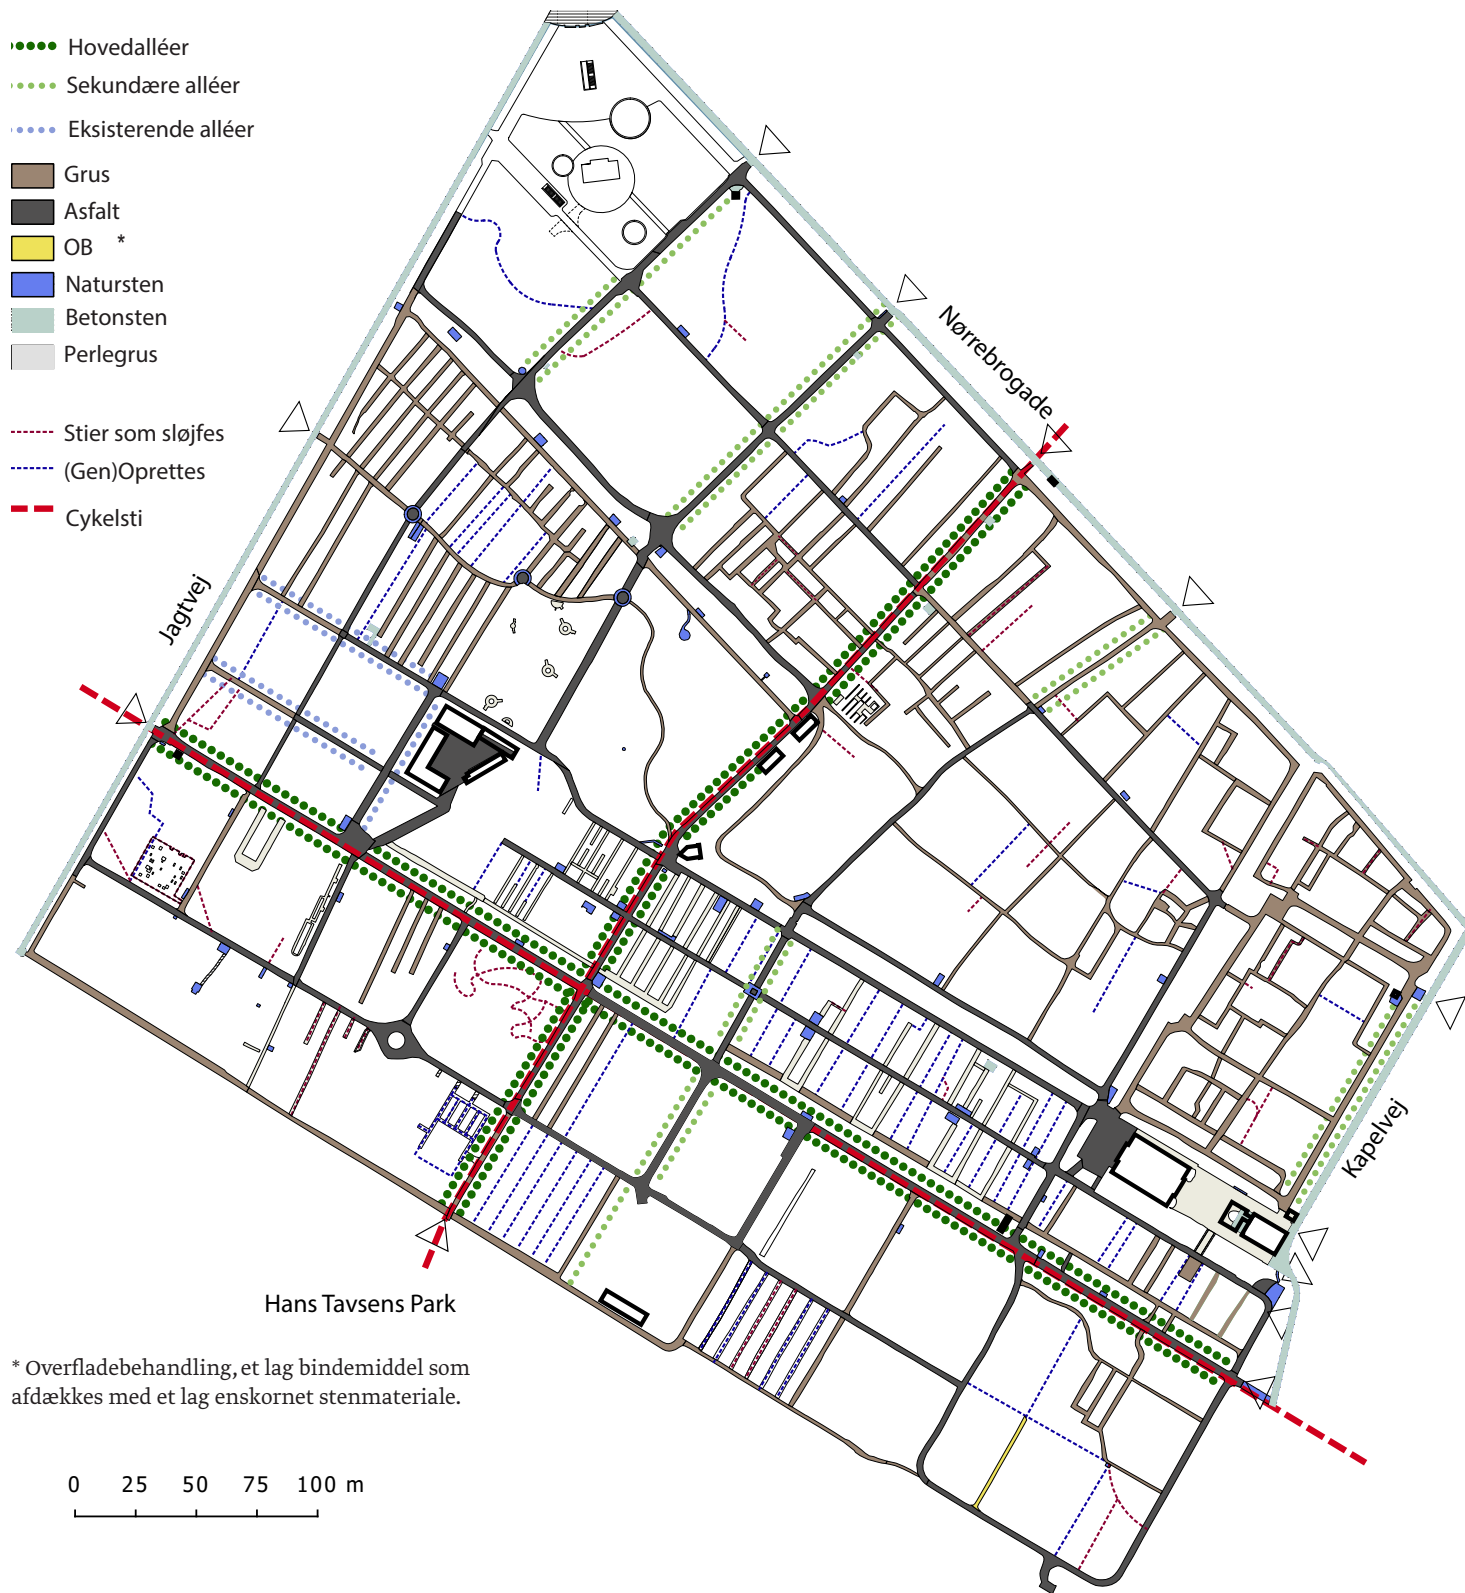 Hovedalléer
Sekundære alléer
Eksisterende alléer
Grus
Asfalt
OB *
Natursten
Betonsten
Perlegrus
Stier som sløjfes
(Gen)Oprettes
Cykelsti
Nørrebrogade
Jagtvej
Kapelvej
Hans Tavsens Park
* Overfladebehandling, et lag bindemiddel som
afdækkes med et lag enskornet stenmateriale.
0 25 50 75 100 m